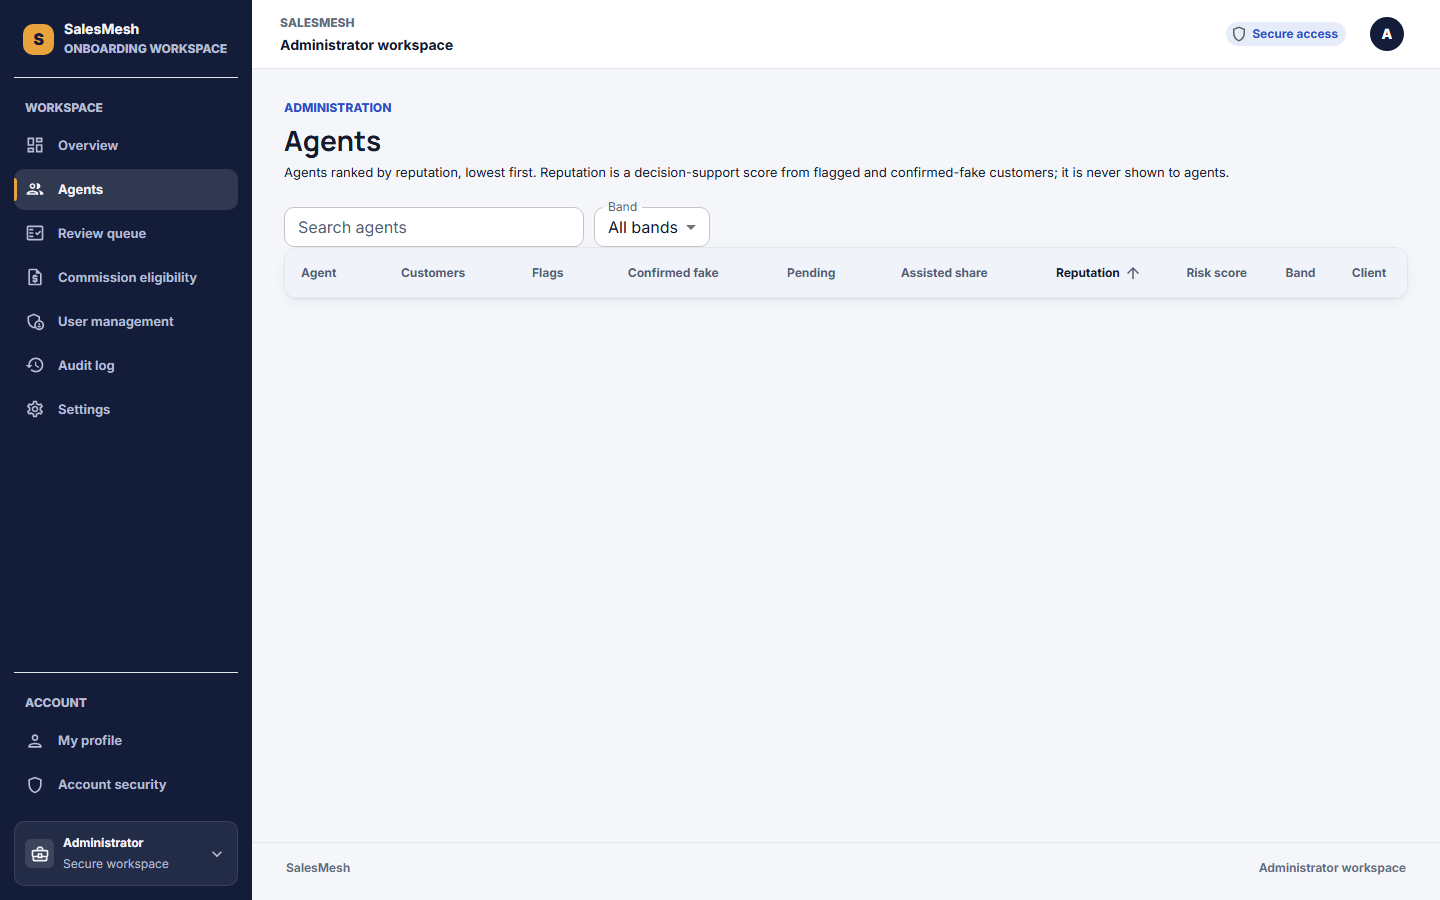 S
SalesMesh
ONBOARDING WORKSPACE
WORKSPACE
Overview
Agents
Review queue
Commission eligibility
User management
Audit log
Settings
ACCOUNT
My profile
Account security
Administrator
Secure workspace
SALESMESH
Administrator workspace
Secure access
A
ADMINISTRATION
Agents
Agents ranked by reputation, lowest first. Reputation is a decision-support score from flagged and confirmed-fake customers; it is never shown to agents.
Search agents
Band
All bands
Agent Customers Flags Confirmed fake Pending Assisted share Reputation Risk score Band Client
SalesMesh
Administrator workspace